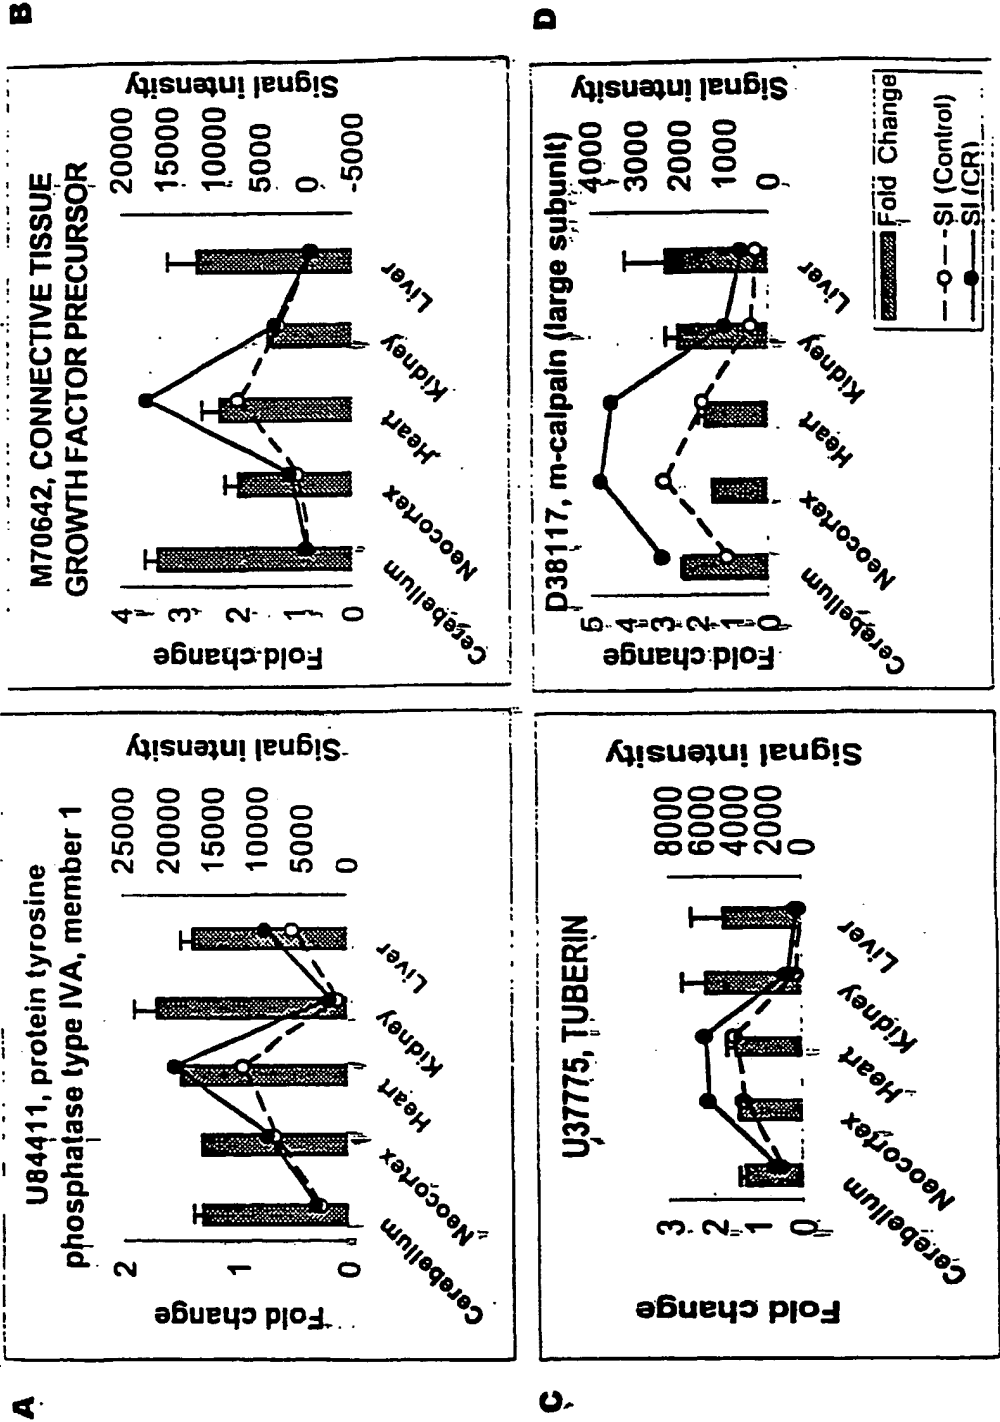 A
U84411, protein tyrosine
phosphatase type IVA, member 1
Fold change
2
1
0
Signal intensity
25000
20000
15000
10000
5000
0
Cerebellum
Neocortex
Heart
Kidney
Liver
B
M70642, CONNECTIVE TISSUE
GROWTH FACTOR PRECURSOR
Fold change
4
3
2
1
0
Signal intensity
20000
15000
10000
5000
0
-5000
Cerebellum
Neocortex
Heart
Kidney
Liver
C
U37775, TUBERIN
Fold change
3
2
1
0
Signal intensity
8000
6000
4000
2000
0
Cerebellum
Neocortex
Heart
Kidney
Liver
D
D38117, m-calpain (large subunit)
Fold change
5
4
3
2
1
0
Signal intensity
4000
3000
2000
1000
0
Cerebellum
Neocortex
Heart
Kidney
Liver
Fold Change
SI (Control)
SI (CR)